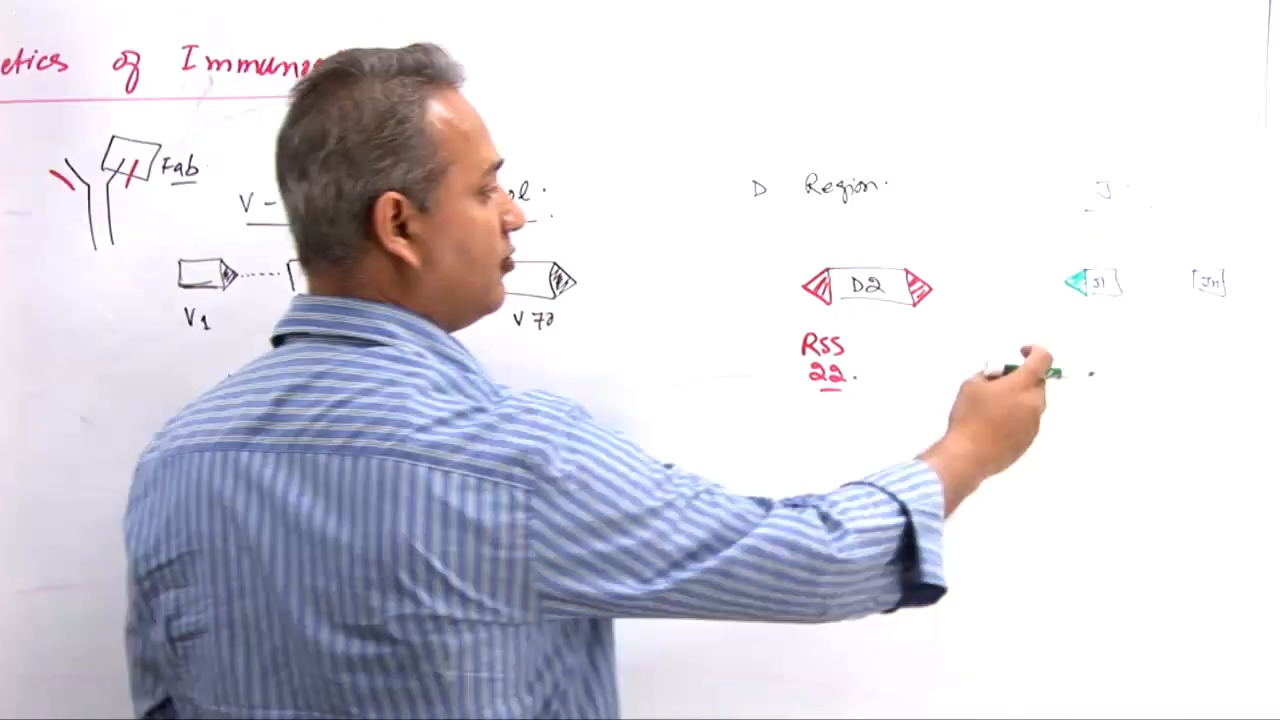 etics of Immuno
Fab.
V -
D Region.
J.
D2
J1
Jn
V1
V 70
RSS
22.